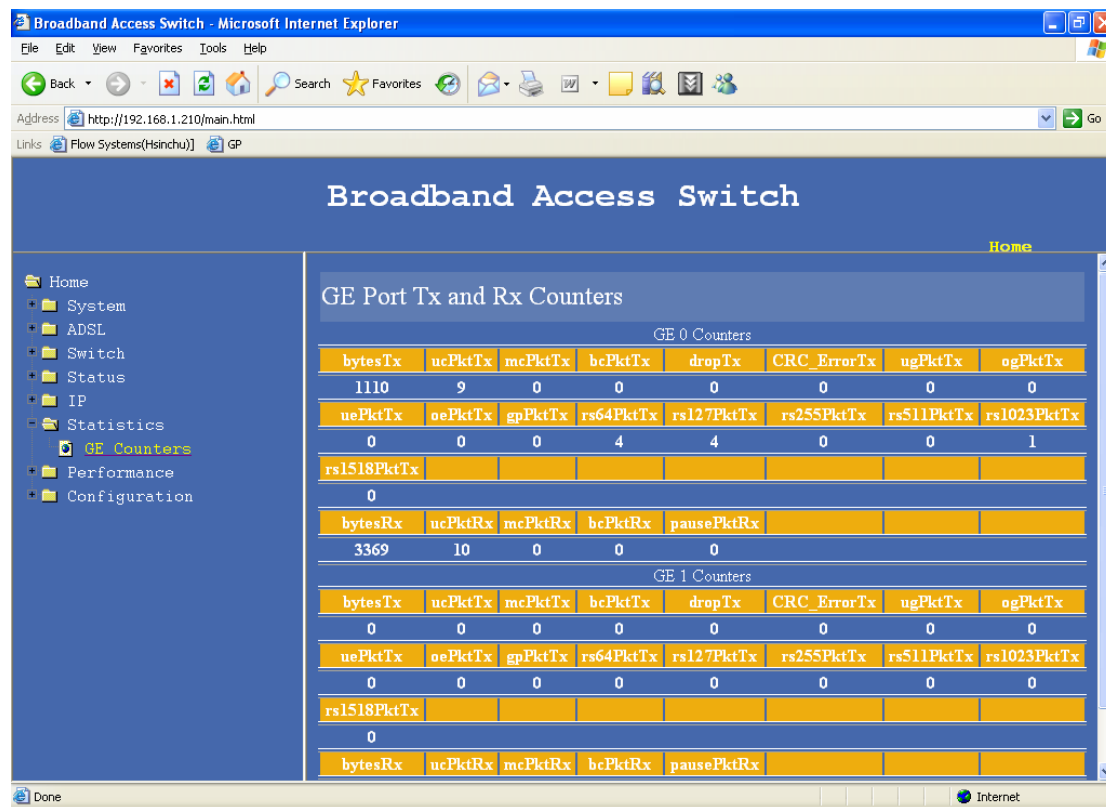 Broadband Access Switch - Microsoft Internet Explorer
File Edit View Favorites Tools Help
Back Search Favorites
Address http://192.168.1.210/main.html Go
Links Flow Systems(Hsinchu)] GP
Broadband Access Switch
Home
Home
System
ADSL
Switch
Status
IP
Statistics
GE Counters
Performance
Configuration
GE Port Tx and Rx Counters
GE 0 Counters
bytesTx ucPktTx mcPktTx bcPktTx dropTx CRC_ErrorTx ugPktTx ogPktTx
1110 9 0 0 0 0 0 0
uePktTx oePktTx gpPktTx rs64PktTx rs127PktTx rs255PktTx rs511PktTx rs1023PktTx
0 0 0 4 4 0 0 1
rs1518PktTx
0
bytesRx ucPktRx mcPktRx bcPktRx pausePktRx
3369 10 0 0 0
GE 1 Counters
bytesTx ucPktTx mcPktTx bcPktTx dropTx CRC_ErrorTx ugPktTx ogPktTx
0 0 0 0 0 0 0 0
uePktTx oePktTx gpPktTx rs64PktTx rs127PktTx rs255PktTx rs511PktTx rs1023PktTx
0 0 0 0 0 0 0 0
rs1518PktTx
0
bytesRx ucPktRx mcPktRx bcPktRx pausePktRx
Done Internet